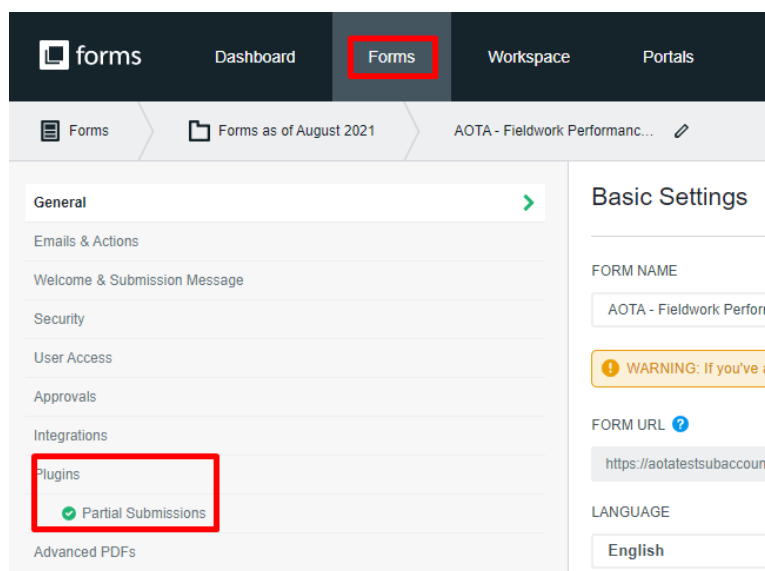 forms Dashboard Forms Workspace Portals
Forms Forms as of August 2021 AOTA - Fieldwork Performanc...
General
Emails & Actions
Welcome & Submission Message
Security
User Access
Approvals
Integrations
Plugins
Partial Submissions
Advanced PDFs
Basic Settings
FORM NAME
AOTA - Fieldwork Perfor
WARNING: If you've a
FORM URL ?
https://aotatestsubaccoun
LANGUAGE
English